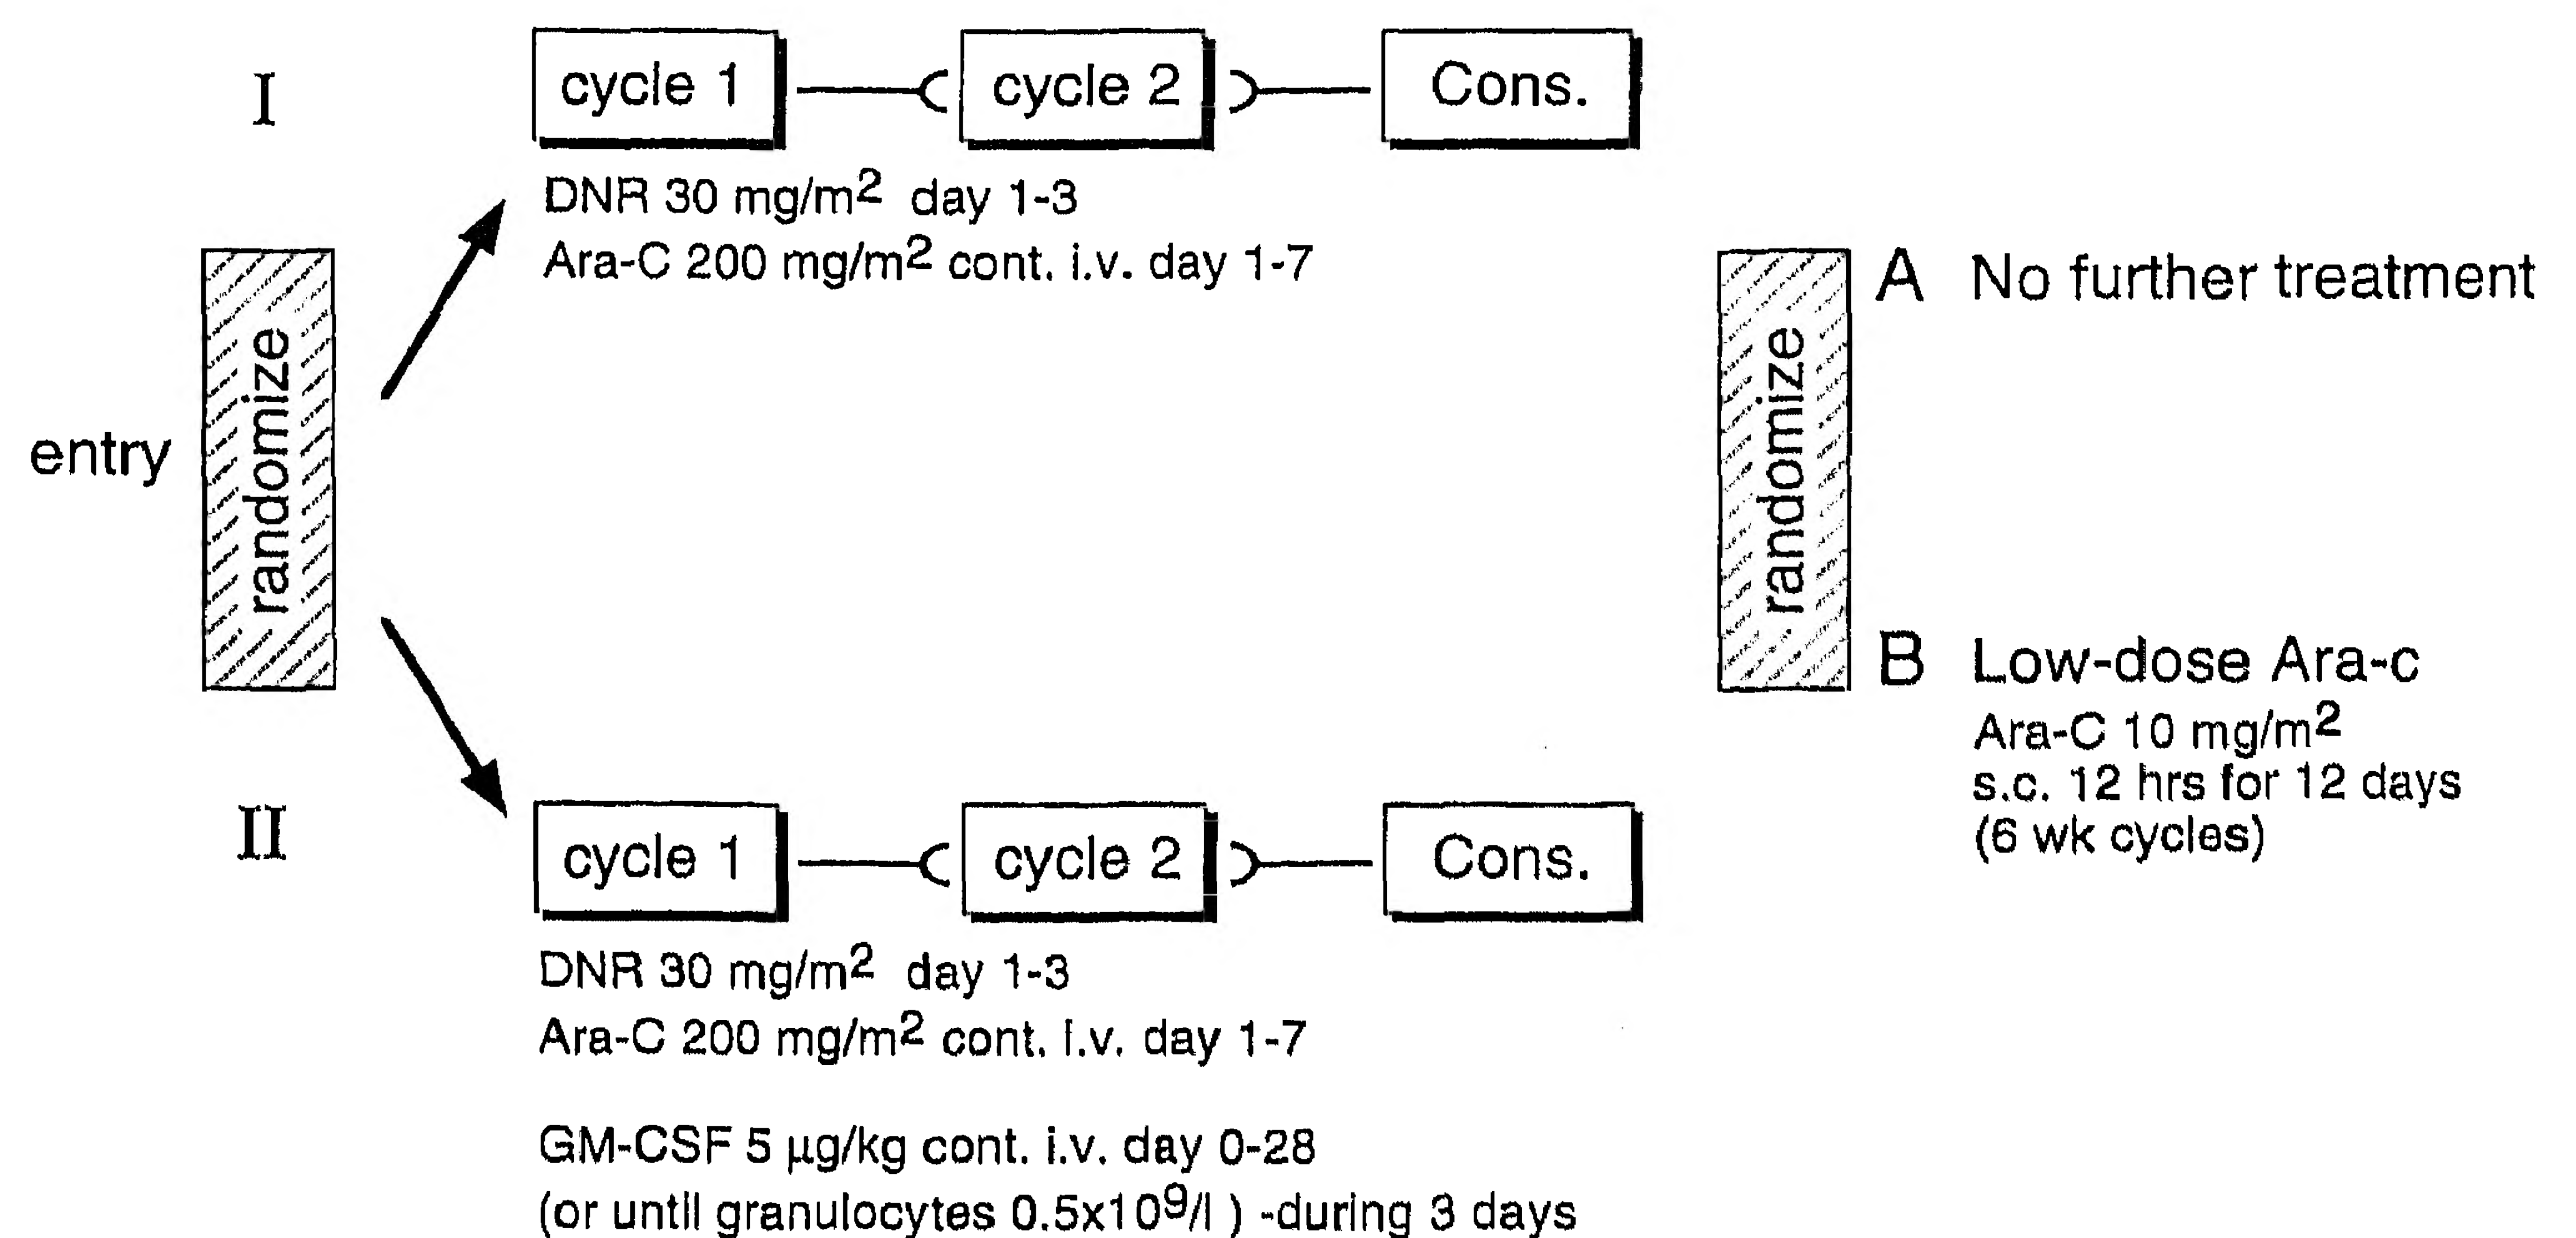 I
cycle 1
cycle 2
Cons.
DNR 30 mg/m² day 1-3
Ara-C 200 mg/m² cont. i.v. day 1-7
entry
randomize
II
cycle 1
cycle 2
Cons.
DNR 30 mg/m² day 1-3
Ara-C 200 mg/m² cont. i.v. day 1-7
GM-CSF 5 µg/kg cont. i.v. day 0-28
(or until granulocytes 0.5x10⁹/l ) -during 3 days
randomize
A No further treatment
B Low-dose Ara-c
Ara-C 10 mg/m²
s.c. 12 hrs for 12 days
(6 wk cycles)